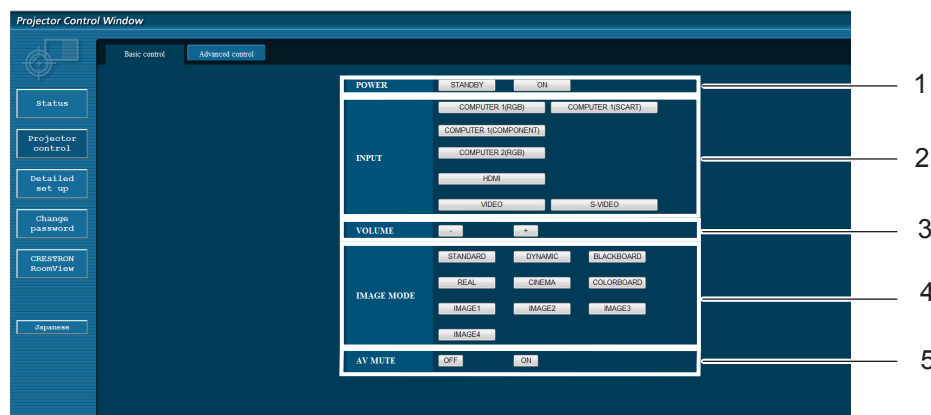 Projector Control Window
Basic control Advanced control
POWER STANDBY ON 1
Status
COMPUTER 1(RGB) COMPUTER 1(SCART)
COMPUTER 1(COMPONENT)
Projector
control
INPUT COMPUTER 2(RGB) 2
HDMI
Detailed
set up
VIDEO S-VIDEO
Change
password
VOLUME - + 3
CRESTRON
RoomView
STANDARD DYNAMIC BLACKBOARD
REAL CINEMA COLORBOARD
IMAGE MODE 4
IMAGE1 IMAGE2 IMAGE3
IMAGE4
Japanese
AV MUTE OFF ON 5